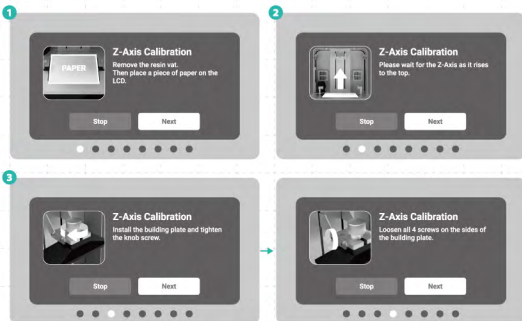 1
Z-Axis Calibration
PAPER
Remove the resin vat.
Then place a piece of paper on the
LCD.
Stop Next
2
Z-Axis Calibration
Please wait for the Z-Axis as it rises
to the top.
Stop Next
3
Z-Axis Calibration
Install the building plate and tighten
the knob screw.
Stop Next
Z-Axis Calibration
Loosen all 4 screws on the sides of
the building plate.
Stop Next